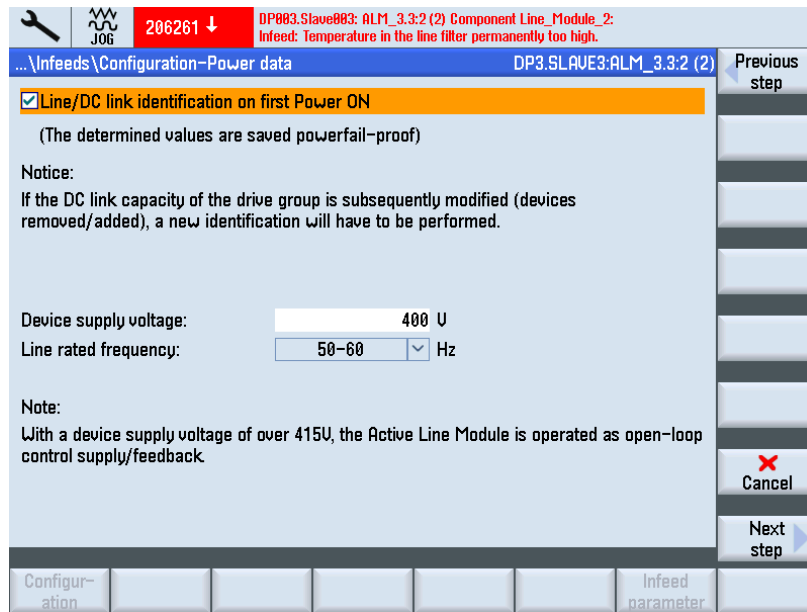 JOG
206261
DP003.Slave003: ALM_3.3:2 (2) Component Line_Module_2:
Infeed: Temperature in the line filter permanently too high.
...\Infeeds\Configuration-Power data
DP3.SLAVE3:ALM_3.3:2 (2)
Previous
step
Line/DC link identification on first Power ON
(The determined values are saved powerfail-proof)
Notice:
If the DC link capacity of the drive group is subsequently modified (devices
removed/added), a new identification will have to be performed.
Device supply voltage: 400 V
Line rated frequency: 50-60 Hz
Note:
With a device supply voltage of over 415V, the Active Line Module is operated as open-loop
control supply/feedback.
Cancel
Next
step
Configur-
ation
Infeed
parameter